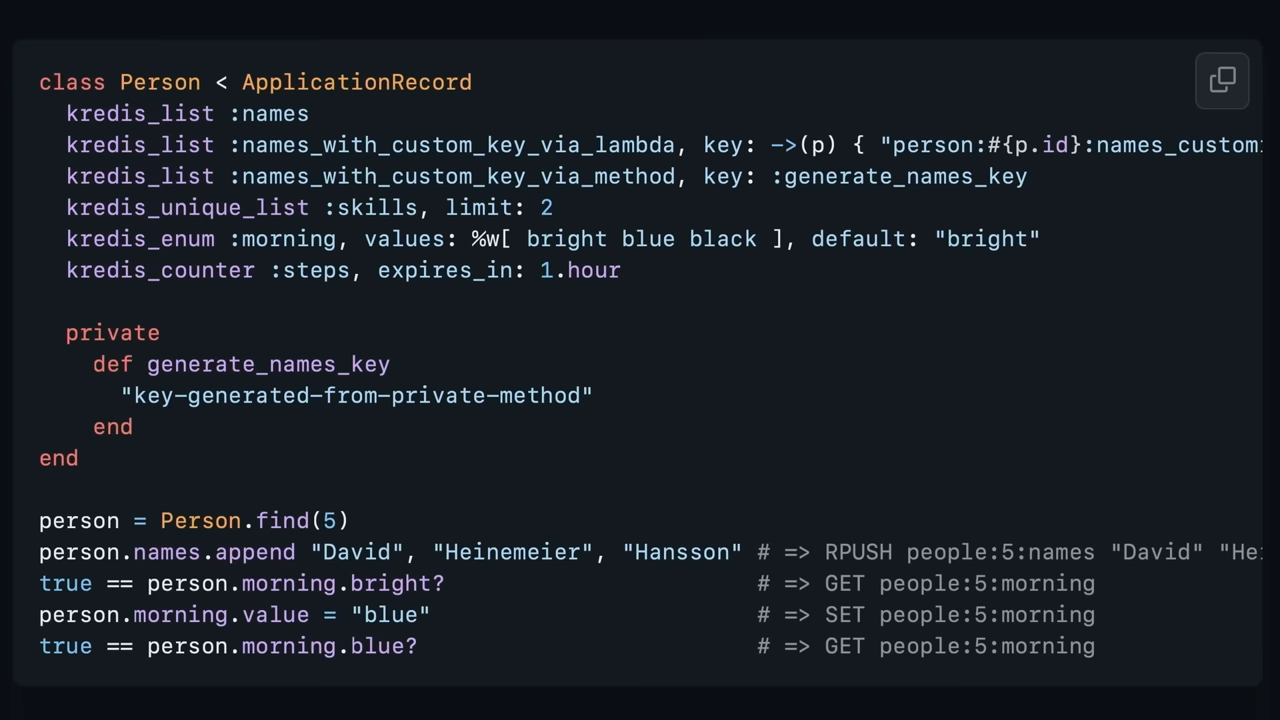 class Person < ApplicationRecord
  kredis_list :names
  kredis_list :names_with_custom_key_via_lambda, key: ->(p) { "person:#{p.id}:names_custom
  kredis_list :names_with_custom_key_via_method, key: :generate_names_key
  kredis_unique_list :skills, limit: 2
  kredis_enum :morning, values: %w[ bright blue black ], default: "bright"
  kredis_counter :steps, expires_in: 1.hour

  private
    def generate_names_key
      "key-generated-from-private-method"
    end
end

person = Person.find(5)
person.names.append "David", "Heinemeier", "Hansson" # => RPUSH people:5:names "David" "He
true == person.morning.bright?                       # => GET people:5:morning
person.morning.value = "blue"                        # => SET people:5:morning
true == person.morning.blue?                         # => GET people:5:morning